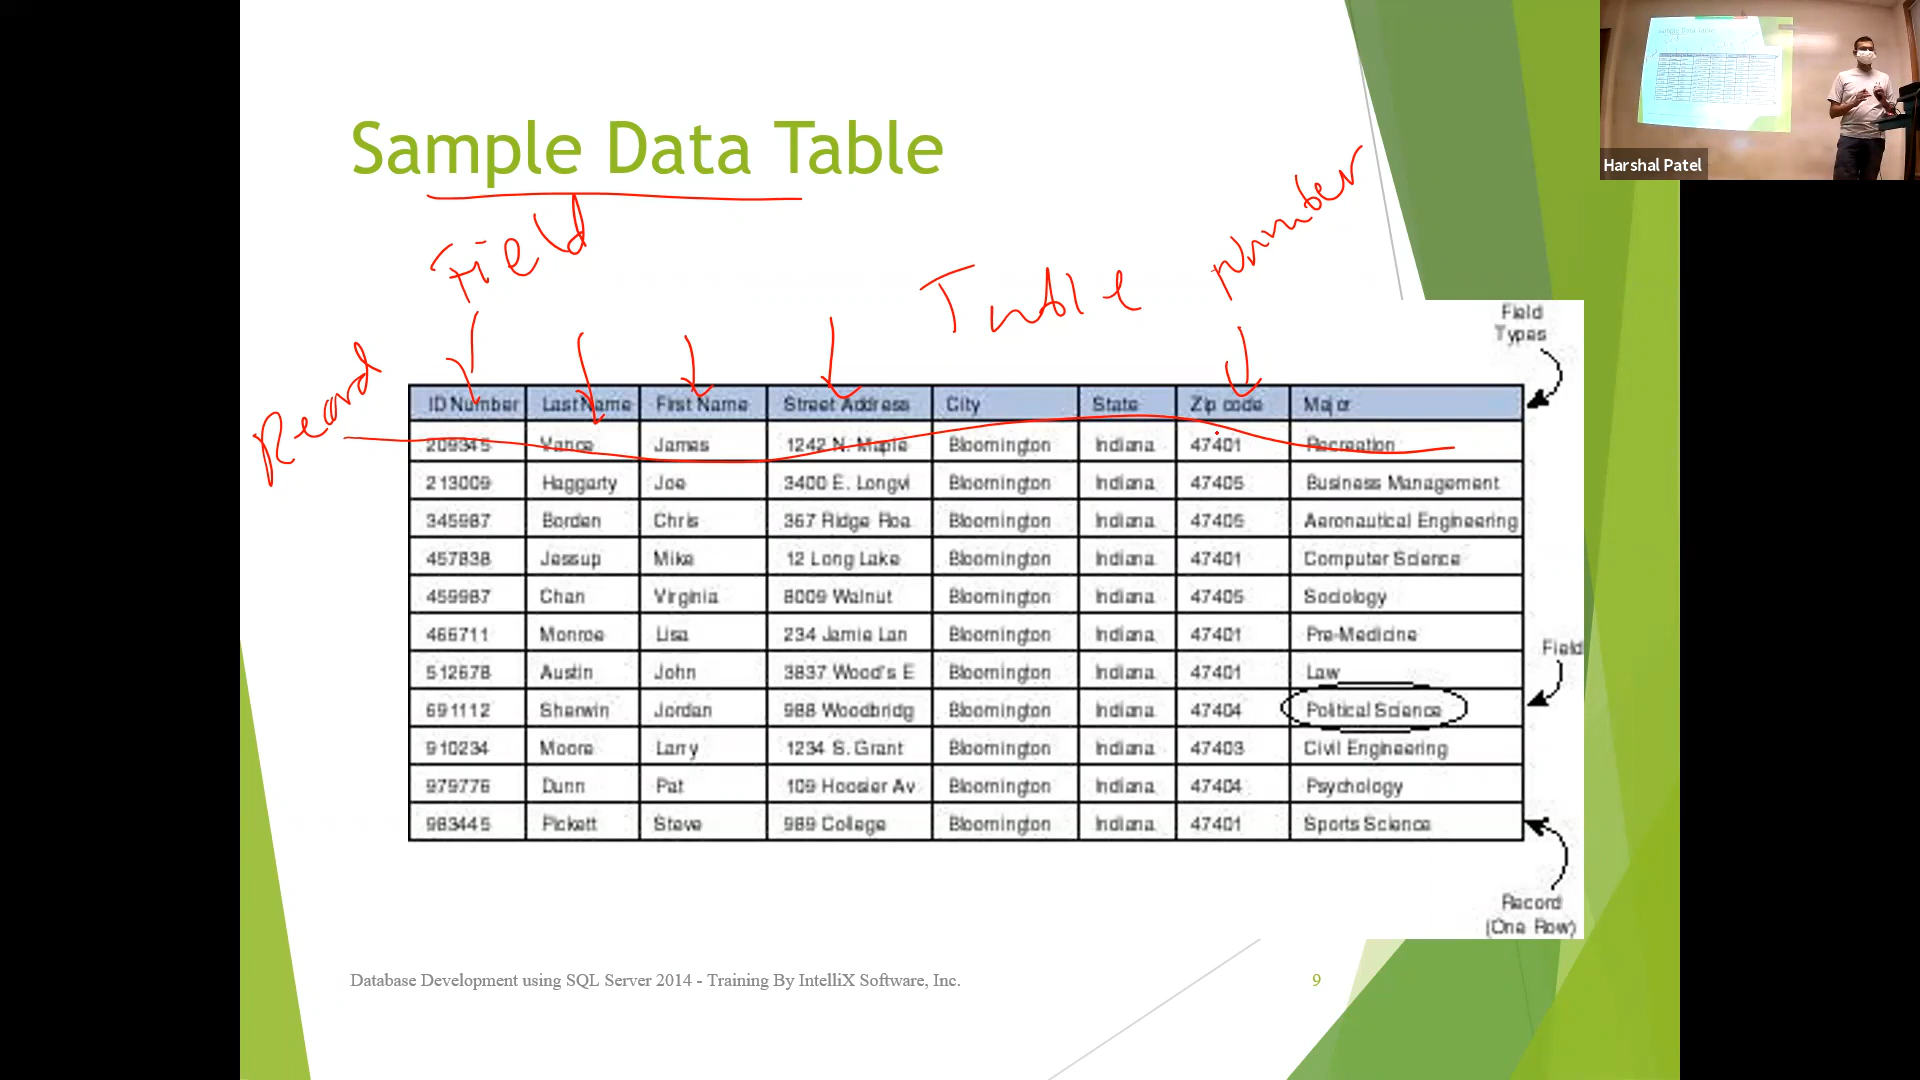 Sample Data Table
Harshal Patel
Field
Table
Number
Record
Field
Types
ID Number Last Name First Name Street Address City State Zip code Major
209345 Vance James 1242 N. Maple Bloomington Indiana 47401 Recreation
213009 Haggarty Joe 3400 E. Longvi Bloomington Indiana 47405 Business Management
345987 Borden Chris 367 Ridge Roa Bloomington Indiana 47405 Aeronautical Engineering
457838 Jessup Mike 12 Long Lake Bloomington Indiana 47401 Computer Science
459987 Chan Virginia 8009 Walnut Bloomington Indiana 47405 Sociology
466711 Monroe Lisa 234 Jamie Lan Bloomington Indiana 47401 Pre-Medicine
Field
512678 Austin John 3837 Wood's E Bloomington Indiana 47401 Law
691112 Sherwin Jordan 988 Woodbridg Bloomington Indiana 47404 Political Science
910234 Moore Larry 1234 S. Grant Bloomington Indiana 47403 Civil Engineering
979776 Dunn Pat 109 Hoosier Av Bloomington Indiana 47404 Psychology
983445 Pickett Steve 989 College Bloomington Indiana 47401 Sports Science
Record
(One Row)
Database Development using SQL Server 2014 - Training By IntelliX Software, Inc.
9